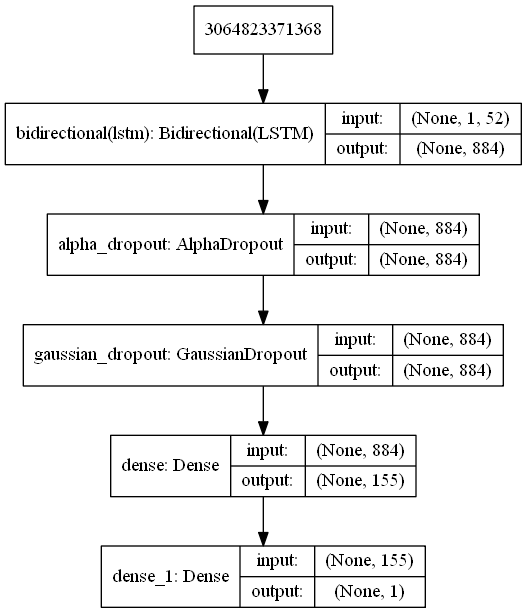 3064823371368
bidirectional(lstm): Bidirectional(LSTM)
input: (None, 1, 52)
output: (None, 884)
alpha_dropout: AlphaDropout
input: (None, 884)
output: (None, 884)
gaussian_dropout: GaussianDropout
input: (None, 884)
output: (None, 884)
dense: Dense
input: (None, 884)
output: (None, 155)
dense_1: Dense
input: (None, 155)
output: (None, 1)